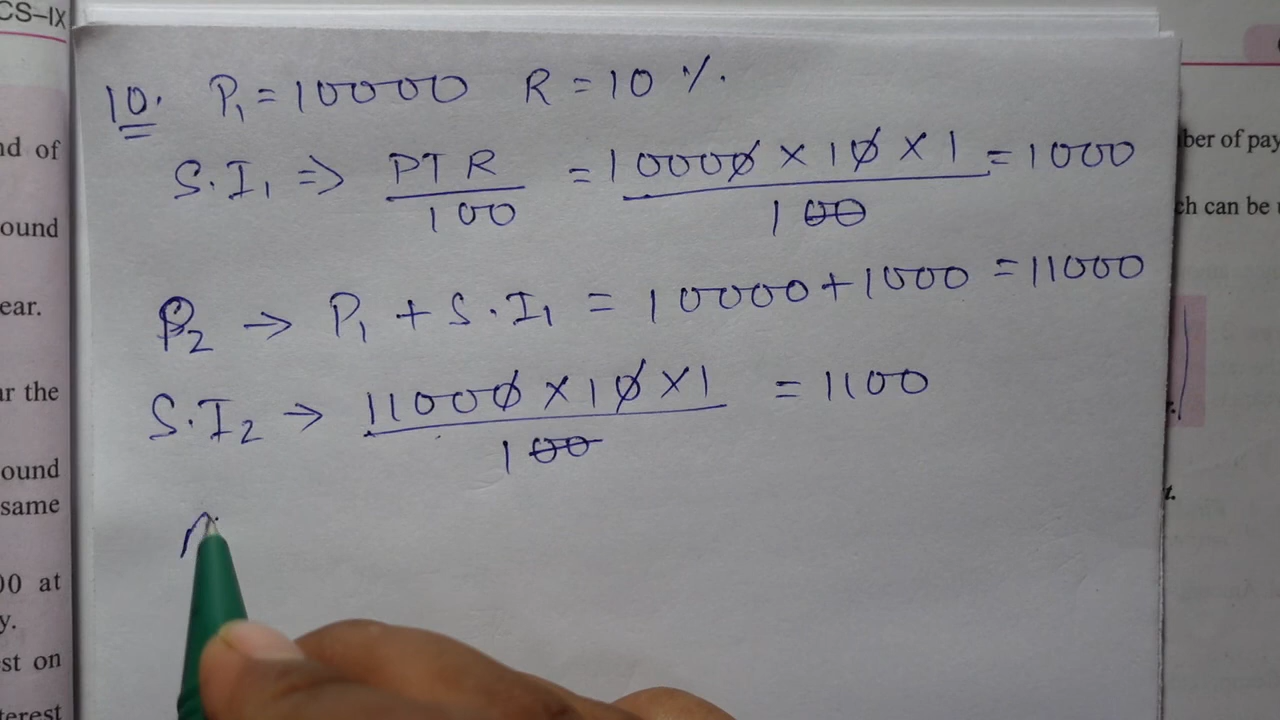 CS–IX
nd of
ound
ear.
ar the
ound
same
00 at
y.
st on
terest
10. P₁ = 10000 R = 10 %.
S.I₁ ⇒ PTR/100 = 10000 × 10 × 1/100 = 1000
P₂ → P₁ + S.I₁ = 10000 + 1000 = 11000
S.I₂ → 11000 × 10 × 1/100 = 1100
ber of pay
ch can be
t.